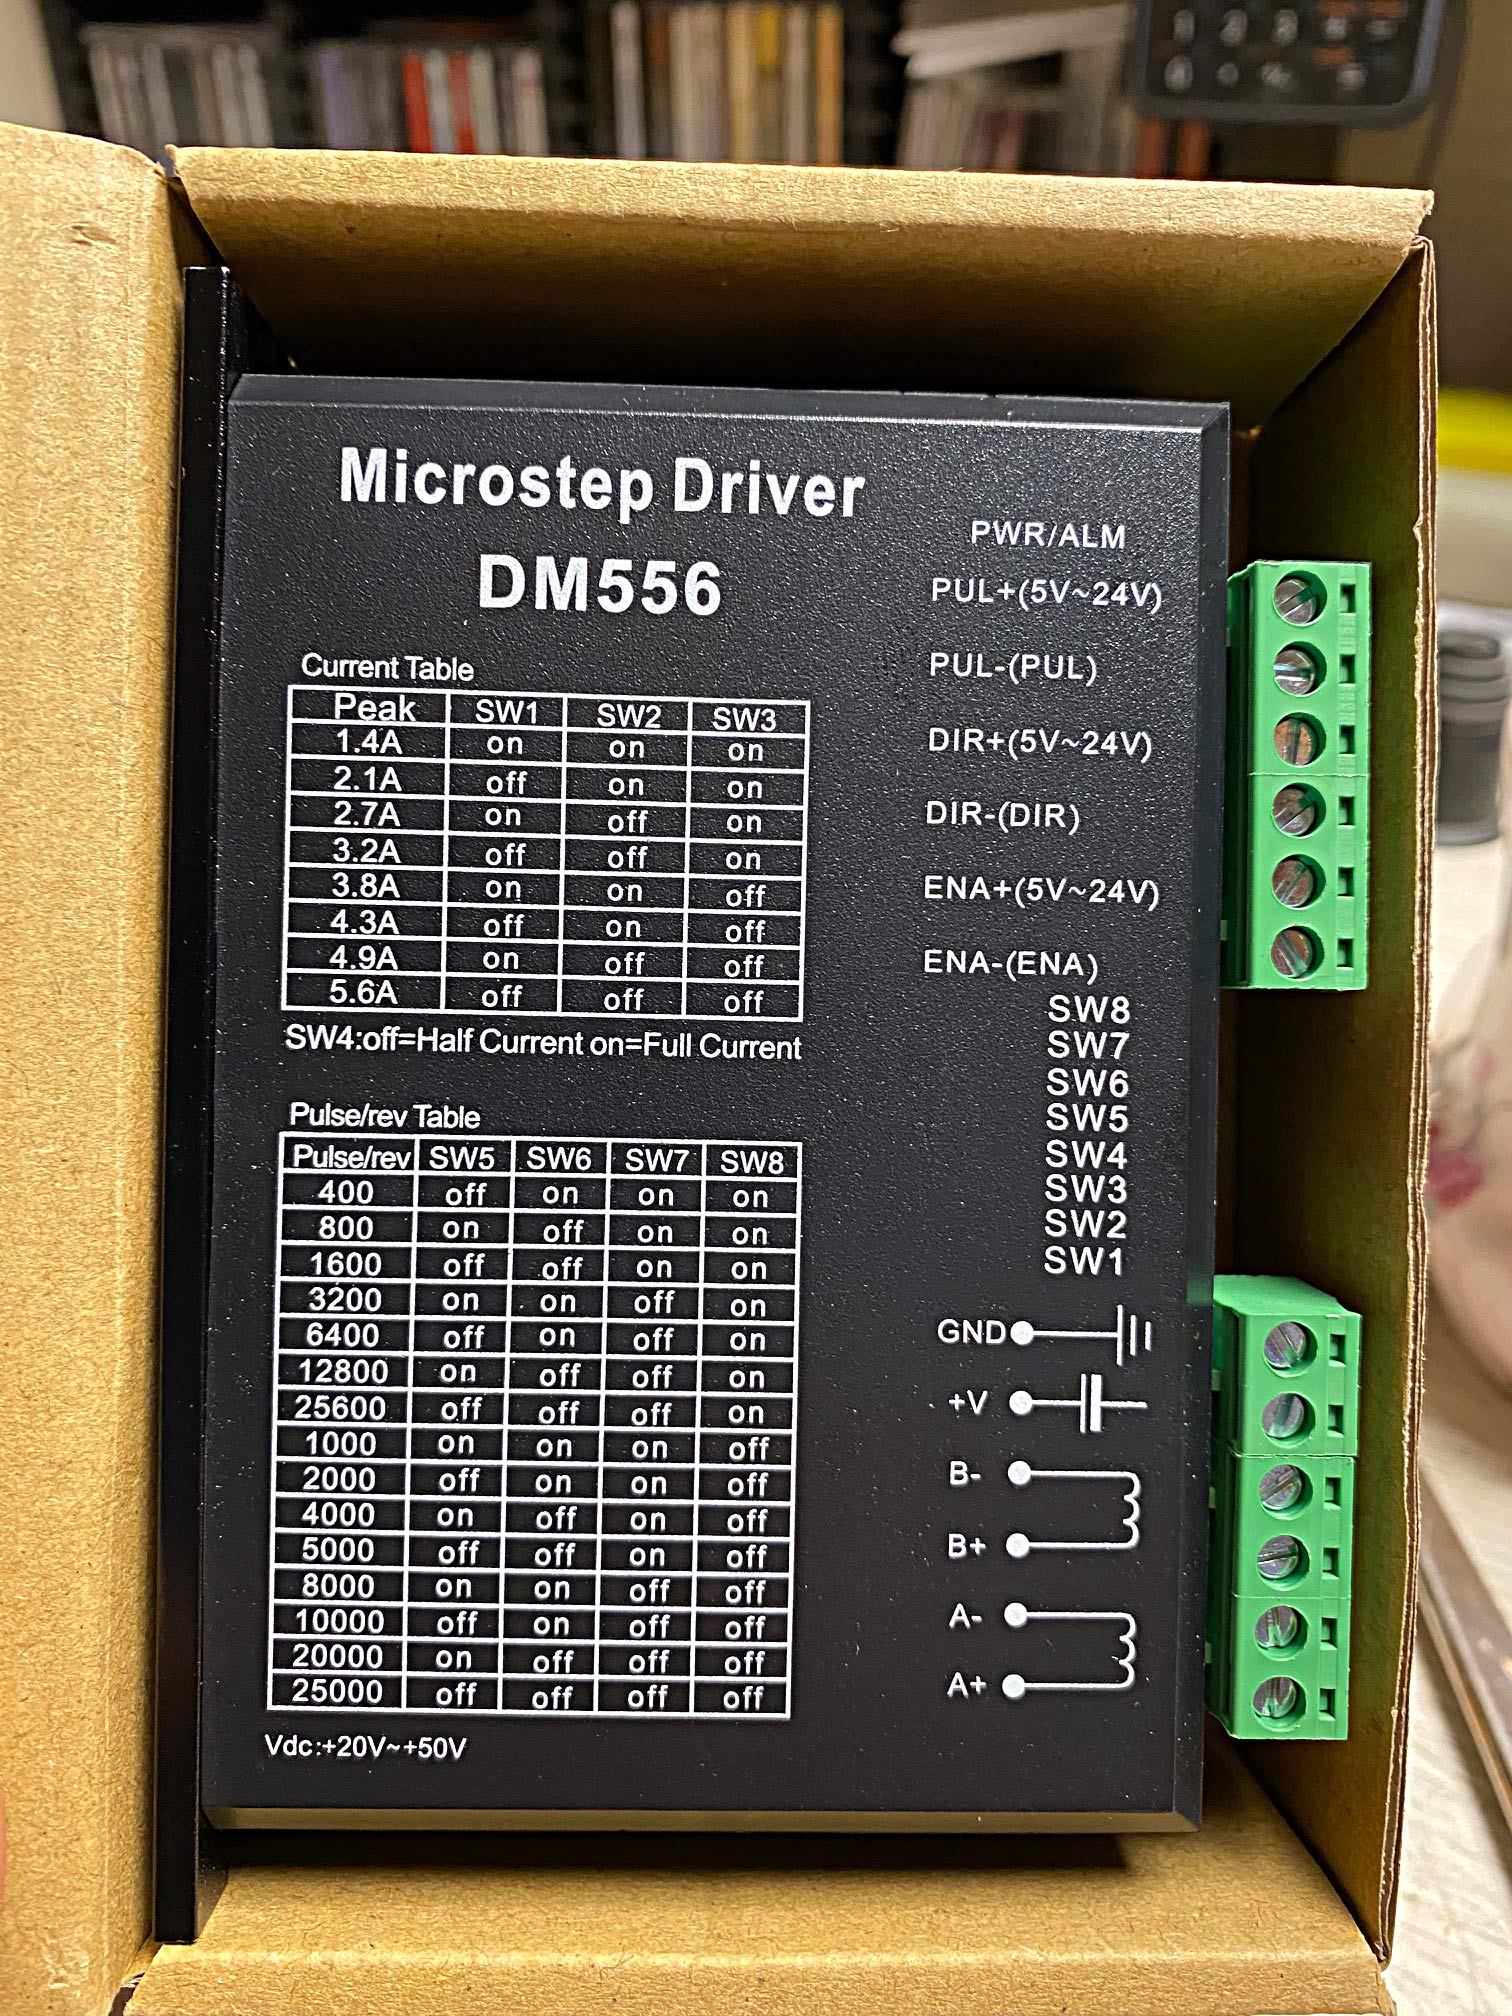 Microstep Driver
DM556
Current Table
Peak SW1 SW2 SW3
1.4A on on on
2.1A off on on
2.7A on off on
3.2A off off on
3.8A on on off
4.3A off on off
4.9A on off off
5.6A off off off
SW4:off=Half Current on=Full Current
Pulse/rev Table
Pulse/rev SW5 SW6 SW7 SW8
400 off on on on
800 on off on on
1600 off off on on
3200 on on off on
6400 off on off on
12800 on off off on
25600 off off off on
1000 on on on off
2000 off on on off
4000 on off on off
5000 off off on off
8000 on on off off
10000 off on off off
20000 on off off off
25000 off off off off
Vdc:+20V~+50V
PWR/ALM
PUL+(5V~24V)
PUL-(PUL)
DIR+(5V~24V)
DIR-(DIR)
ENA+(5V~24V)
ENA-(ENA)
SW8
SW7
SW6
SW5
SW4
SW3
SW2
SW1
GND
+V
B-
B+
A-
A+